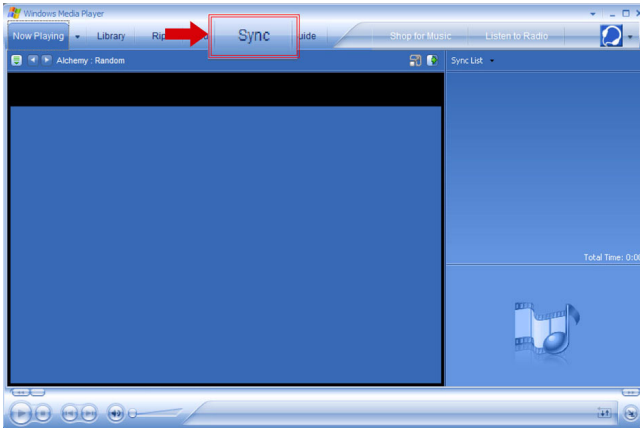 Windows Media Player
Now Playing Library Rip Sync uide Shop for Music Listen to Radio
Alchemy : Random
Sync List
Total Time: 0:00